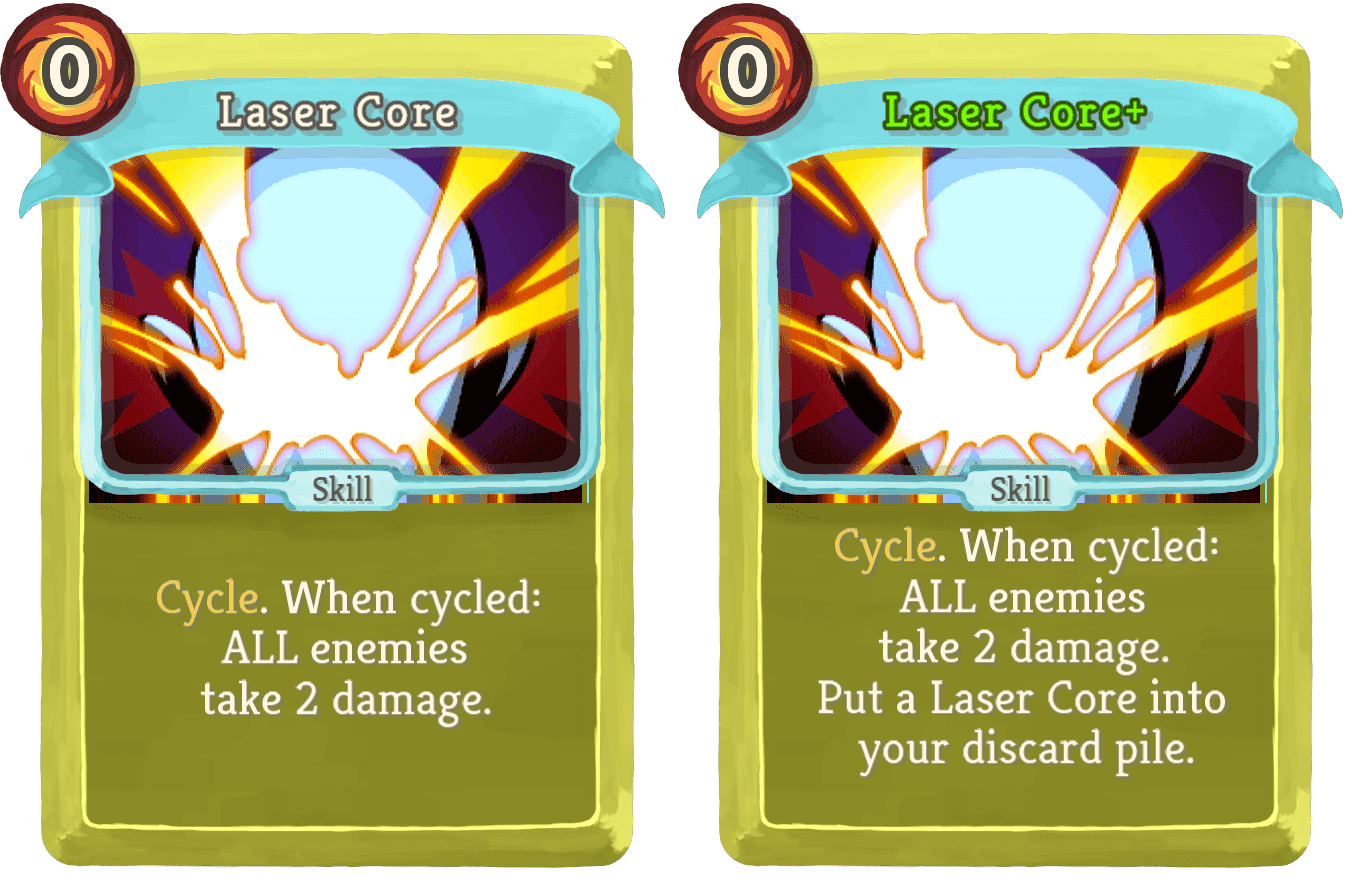 0
Laser Core
Skill
Cycle. When cycled:
ALL enemies
take 2 damage.
0
Laser Core+
Skill
Cycle. When cycled:
ALL enemies
take 2 damage.
Put a Laser Core into
your discard pile.